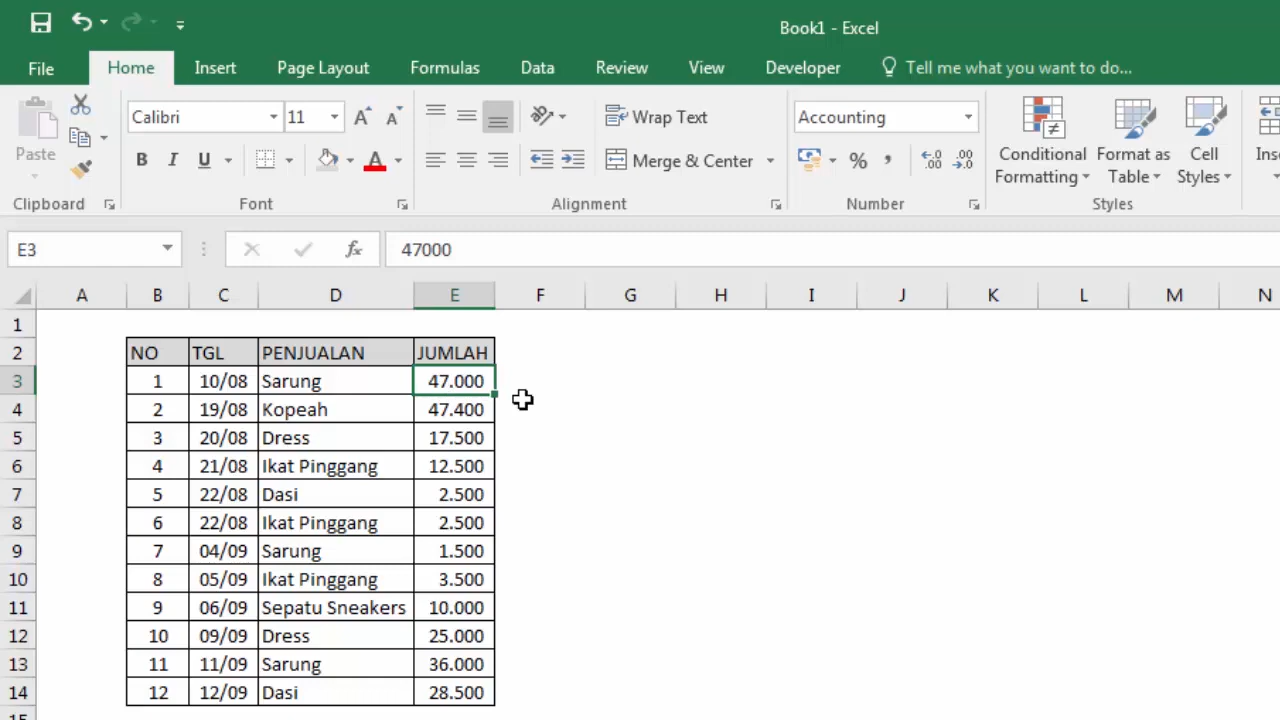 Book1 - Excel
File Home Insert Page Layout Formulas Data Review View Developer Tell me what you want to do...
Calibri 11 A A Wrap Text Accounting
Paste B I U A Merge & Center % , Conditional Formatting Format as Table Cell Styles
Clipboard Font Alignment Number Styles
E3 fx 47000
A B C D E F G H I J K L M N
1
2 NO TGL PENJUALAN JUMLAH
3 1 10/08 Sarung 47.000
4 2 19/08 Kopeah 47.400
5 3 20/08 Dress 17.500
6 4 21/08 Ikat Pinggang 12.500
7 5 22/08 Dasi 2.500
8 6 22/08 Ikat Pinggang 2.500
9 7 04/09 Sarung 1.500
10 8 05/09 Ikat Pinggang 3.500
11 9 06/09 Sepatu Sneakers 10.000
12 10 09/09 Dress 25.000
13 11 11/09 Sarung 36.000
14 12 12/09 Dasi 28.500